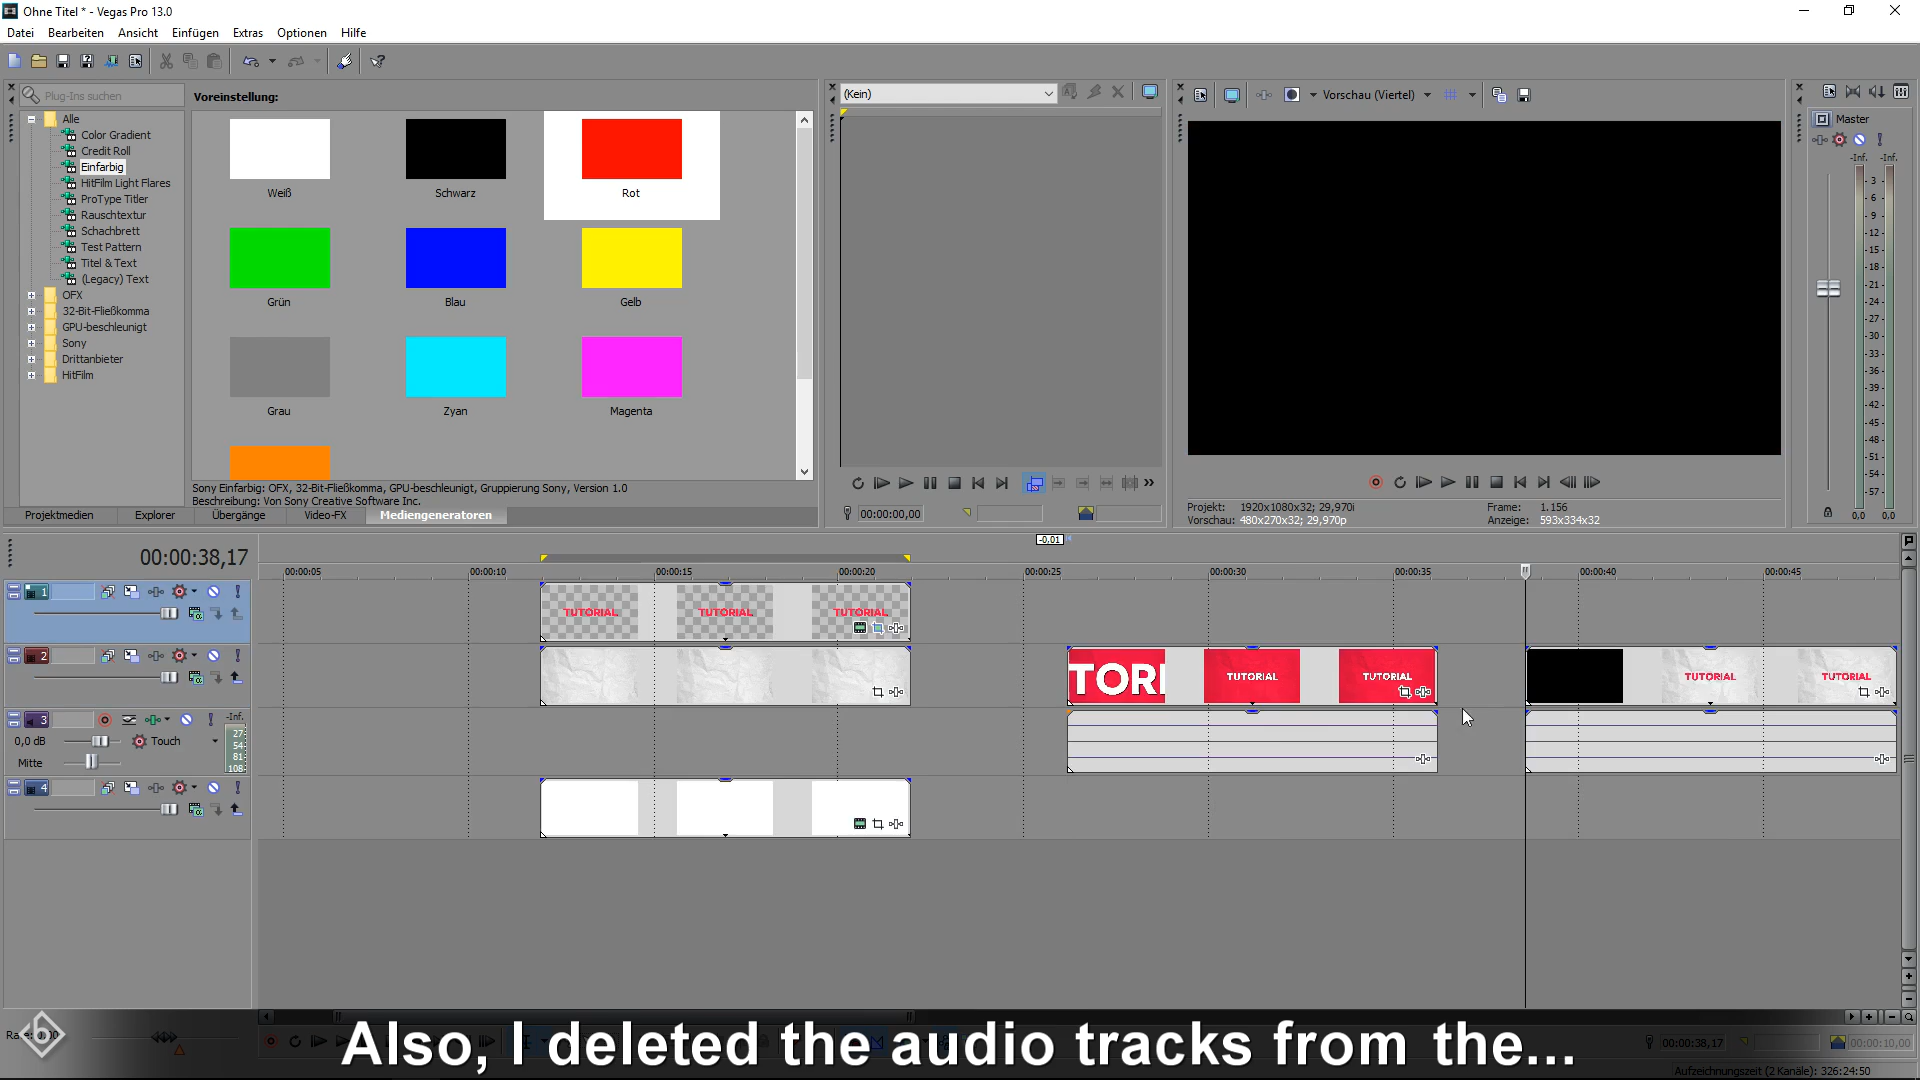 Ohne Titel * - Vegas Pro 13.0
Datei Bearbeiten Ansicht Einfügen Extras Optionen Hilfe
Plug-Ins suchen
Voreinstellung:
Alle
Color Gradient
Credit Roll
Einfarbig
HitFilm Light Flares
ProType Titler
Rauschtextur
Schachbrett
Test Pattern
Titel & Text
(Legacy) Text
OFX
32-Bit-Fließkomma
GPU-beschleunigt
Sony
Drittanbieter
HitFilm
Weiß Schwarz Rot
Grün Blau Gelb
Grau Zyan Magenta
Sony Einfarbig: OFX, 32-Bit-Fließkomma, GPU-beschleunigt, Gruppierung Sony, Version 1.0
Beschreibung: Von Sony Creative Software Inc.
Projektmedien Explorer Übergänge Video-FX Mediengeneratoren
(Kein)
00:00:00,00
Vorschau (Viertel)
Projekt: 1920x1080x32; 29,970i
Vorschau: 480x270x32; 29,970p
Frame: 1.156
Anzeige: 593x334x32
Master
-Inf. -Inf.
- 3 -
- 6 -
- 9 -
-12-
-15-
-18-
-21-
-24-
-27-
-30-
-33-
-36-
-39-
-42-
-45-
-48-
-51-
-54-
-57-
0,0 0,0
00:00:38,17
-0.01
00:00:05 00:00:10 00:00:15 00:00:20 00:00:25 00:00:30 00:00:35 00:00:40 00:00:45
1
TUTORIAL TUTORIAL TUTORIAL
2
TORI TUTORIAL TUTORIAL TUTORIAL TUTORIAL
3
-Inf.
27
54
81
108
0,0 dB Touch
Mitte
4
Also, I deleted the audio tracks from the...
00:00:38,17
00:00:10,00
Aufzeichnungszeit (2 Kanäle): 326:24:50